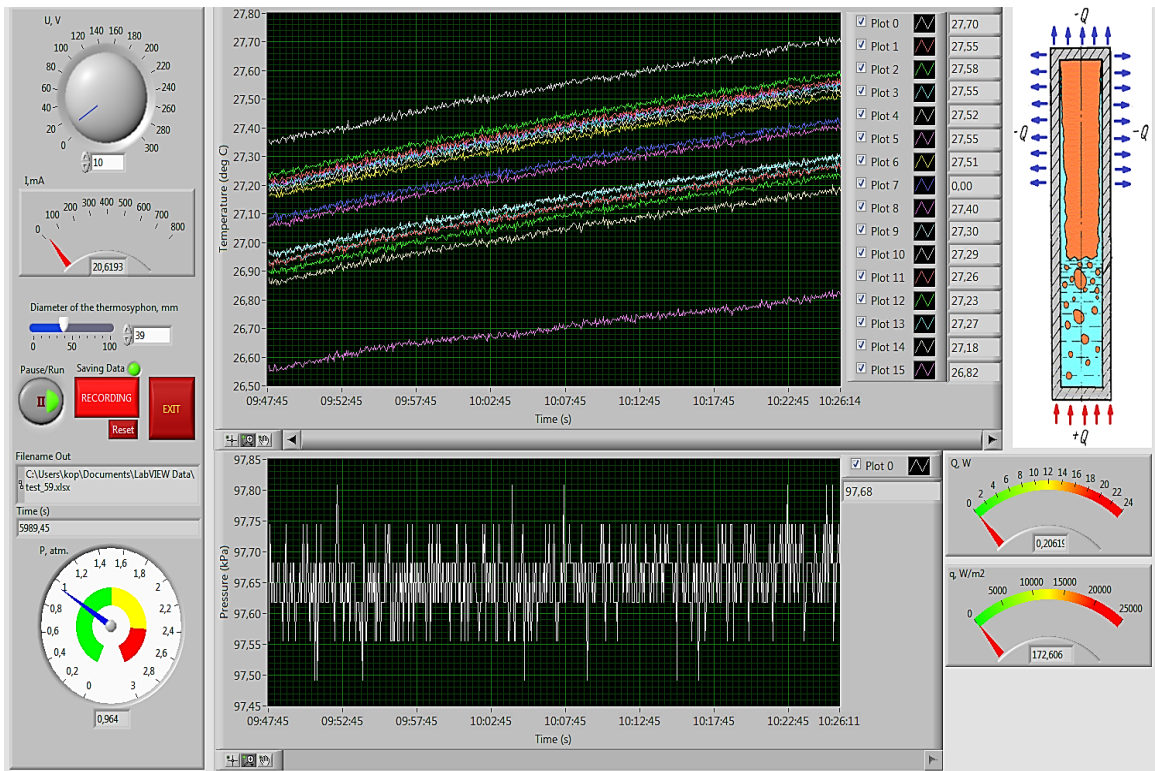 U, V
0 20 40 60 80 100 120 140 160 180 200 220 240 260 280 300
10
I,mA
0 100 200 300 400 500 600 700 800
20,6193
Diameter of the thermosyphon, mm
0 50 100
39
Pause/Run
Saving Data
RECORDING
EXIT
Reset
Filename Out
C:\Users\kop\Documents\LabVIEW Data\
test_59.xlsx
Time (s)
5989,45
P, atm.
0 0,2 0,4 0,6 0,8 1 1,2 1,4 1,6 1,8 2 2,2 2,4 2,6 2,8 3
0,964
Temperature (deg C)
27,80
27,70
27,60
27,50
27,40
27,30
27,20
27,10
27,00
26,90
26,80
26,70
26,60
26,50
09:47:45 09:52:45 09:57:45 10:02:45 10:07:45 10:12:45 10:17:45 10:22:45 10:26:14
Time (s)
Plot 0 27,70
Plot 1 27,55
Plot 2 27,58
Plot 3 27,55
Plot 4 27,52
Plot 5 27,55
Plot 6 27,51
Plot 7 0,00
Plot 8 27,40
Plot 9 27,30
Plot 10 27,29
Plot 11 27,26
Plot 12 27,23
Plot 13 27,27
Plot 14 27,18
Plot 15 26,82
-Q
-Q
-Q
+Q
Pressure (kPa)
97,85
97,80
97,75
97,70
97,65
97,60
97,55
97,50
97,45
09:47:45 09:52:45 09:57:45 10:02:45 10:07:45 10:12:45 10:17:45 10:22:45 10:26:11
Time (s)
Plot 0
97,68
Q, W
0 2 4 6 8 10 12 14 16 18 20 22 24
0,20619
q, W/m2
0 5000 10000 15000 20000 25000
172,606